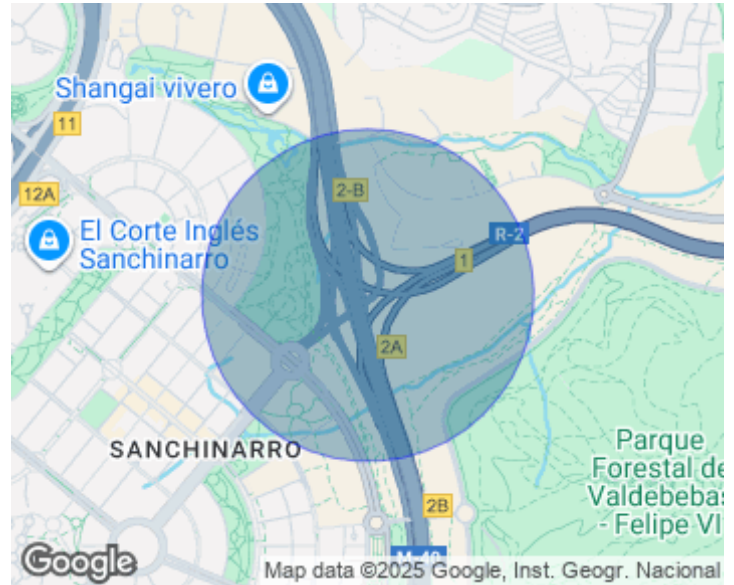 Shangai vivero
11
2-B
12A
El Corte Inglés
Sanchinarro
R-2
1
2A
SANCHINARRO
Parque
Forestal de
Valdebebas
- Felipe VI
2B
M-40
Google
Map data ©2025 Google, Inst. Geogr. Nacional